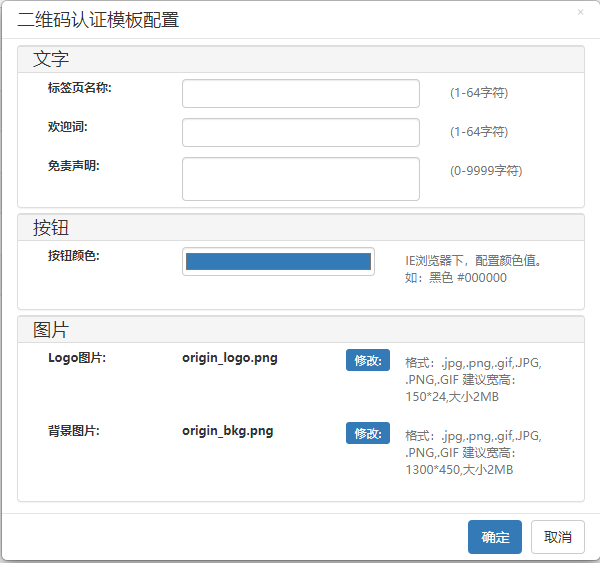 二维码认证模板配置
×
文字
标签页名称:
(1-64字符)
欢迎词:
(1-64字符)
免责声明:
(0-9999字符)
按钮
按钮颜色:
IE浏览器下，配置颜色值。
如：黑色 #000000
图片
Logo图片:
origin_logo.png
修改:
格式：.jpg,.png,.gif,.JPG,
.PNG,.GIF 建议宽高：
150*24,大小2MB
背景图片:
origin_bkg.png
修改:
格式：.jpg,.png,.gif,.JPG,
.PNG,.GIF 建议宽高：
1300*450,大小2MB
确定
取消